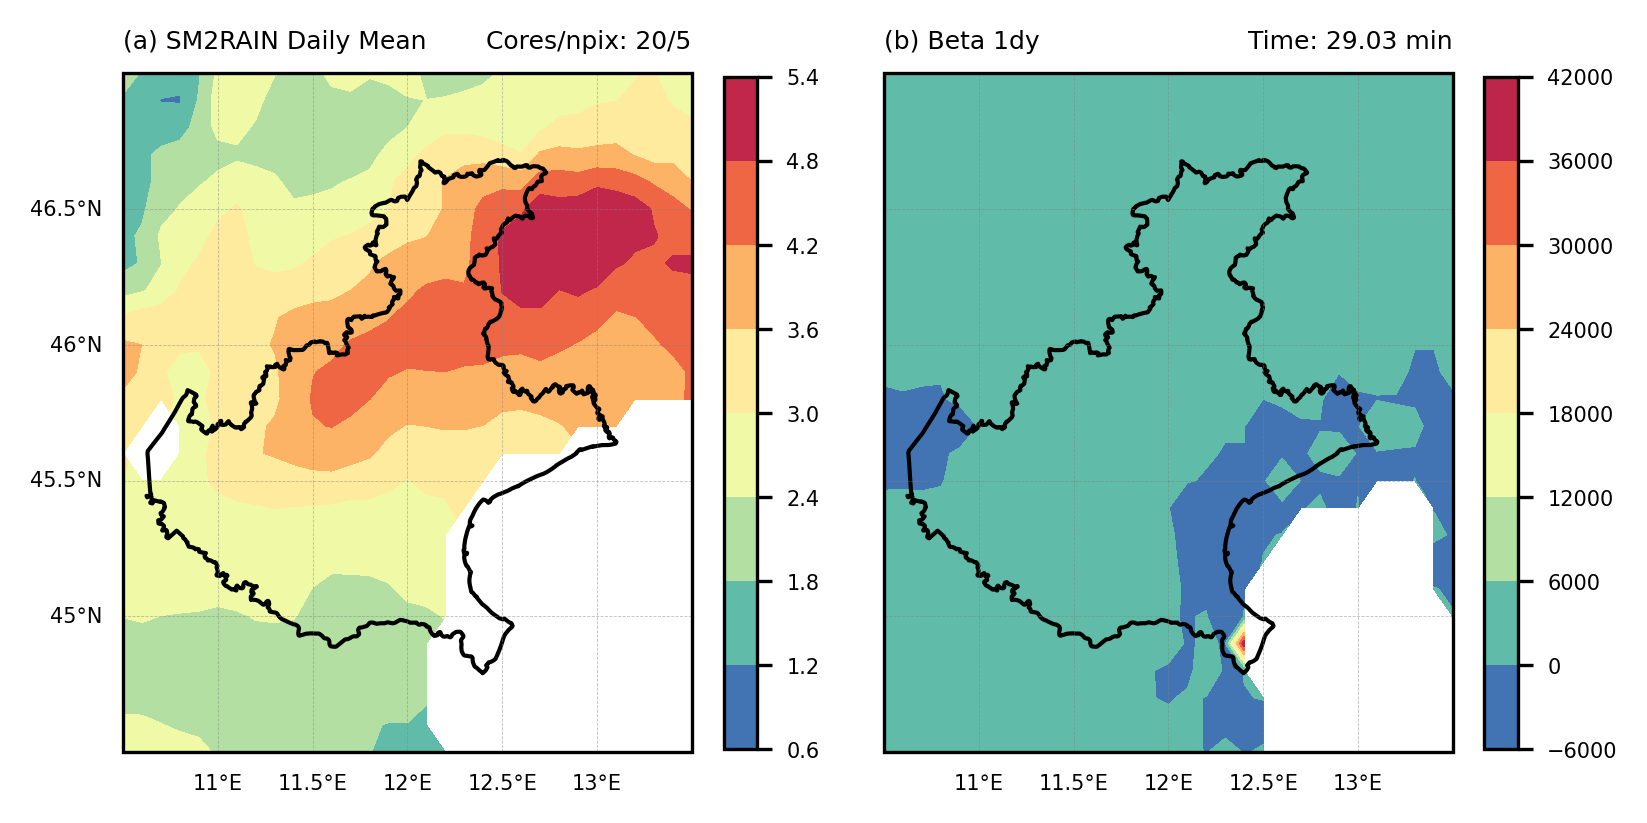 (a) SM2RAIN Daily Mean Cores/npix: 20/5
(b) Beta 1dy Time: 29.03 min
46.5°N
46°N
45.5°N
45°N
11°E 11.5°E 12°E 12.5°E 13°E
5.4
4.8
4.2
3.6
3.0
2.4
1.8
1.2
0.6
11°E 11.5°E 12°E 12.5°E 13°E
42000
36000
30000
24000
18000
12000
6000
0
−6000